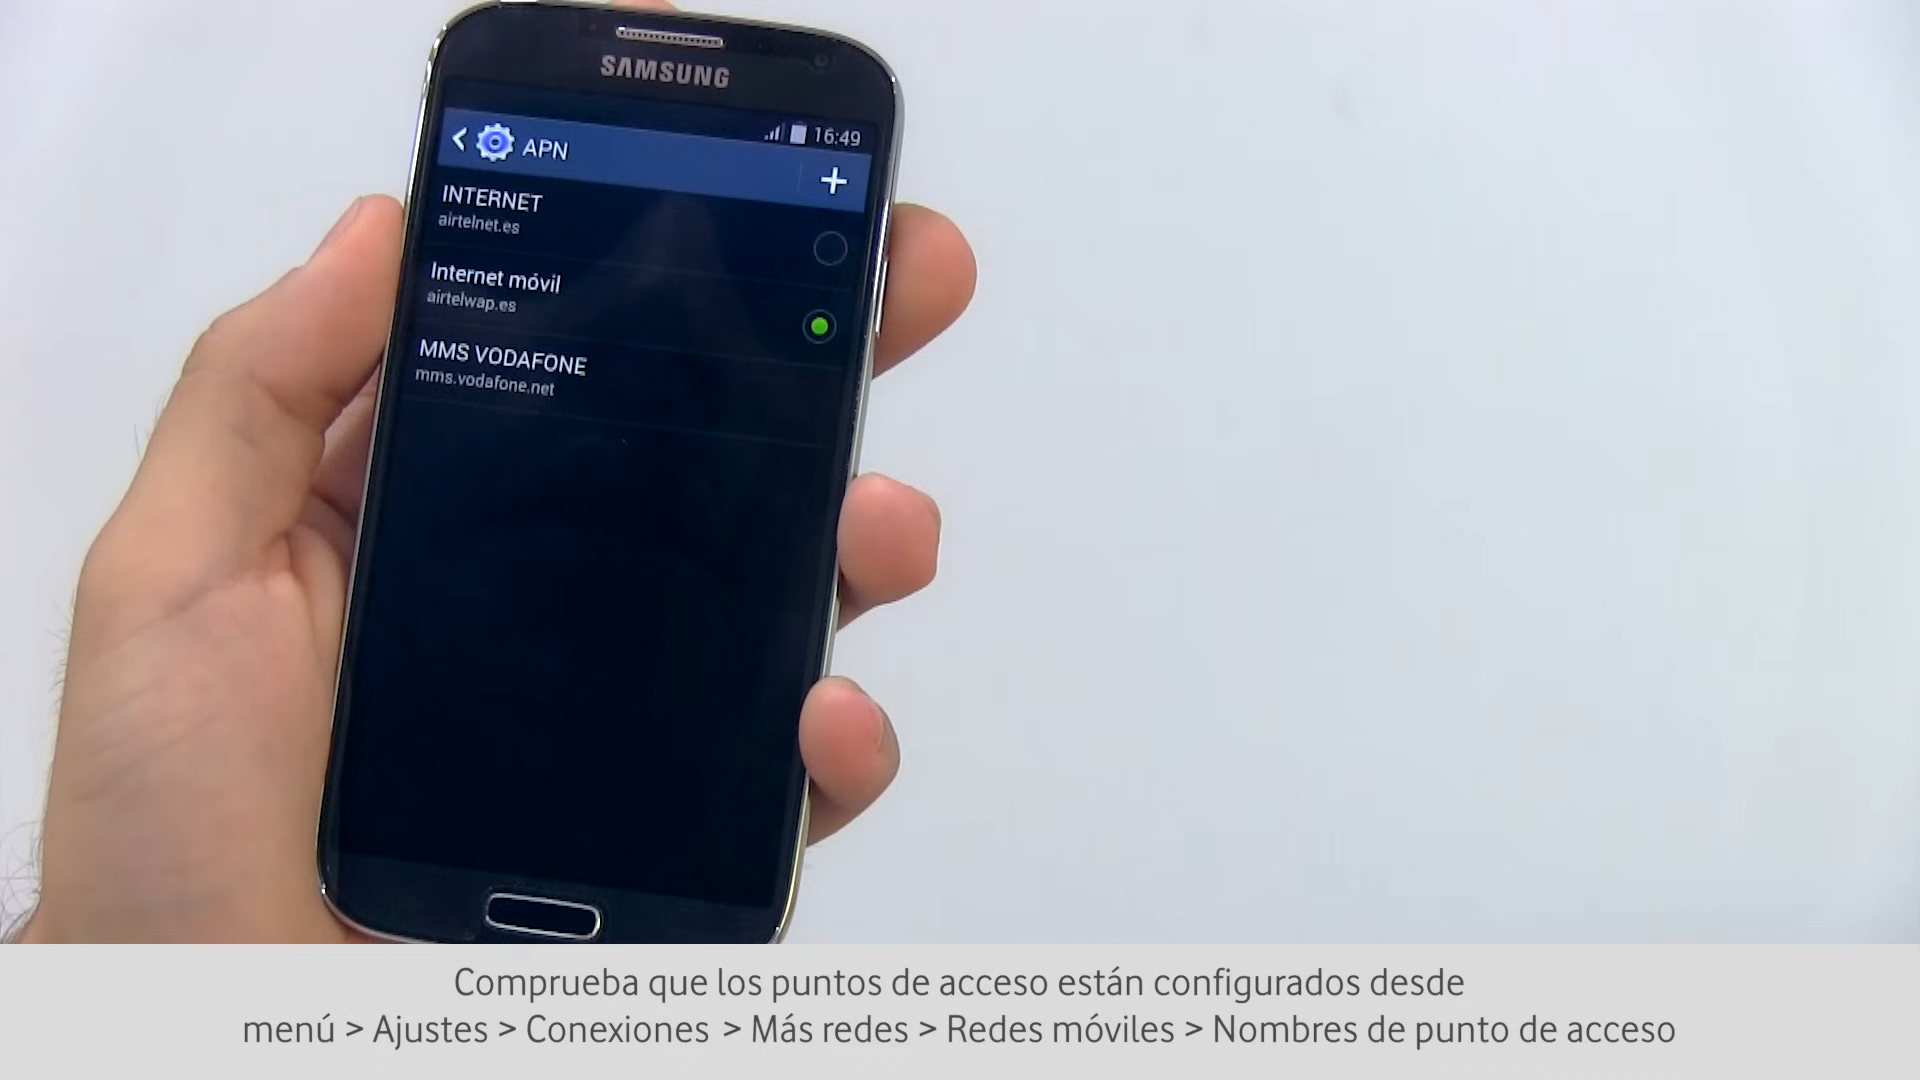 SAMSUNG
16:49
APN
INTERNET
airtelnet.es
Internet móvil
airtelwap.es
MMS VODAFONE
mms.vodafone.net
Comprueba que los puntos de acceso están configurados desde
menú > Ajustes > Conexiones > Más redes > Redes móviles > Nombres de punto de acceso